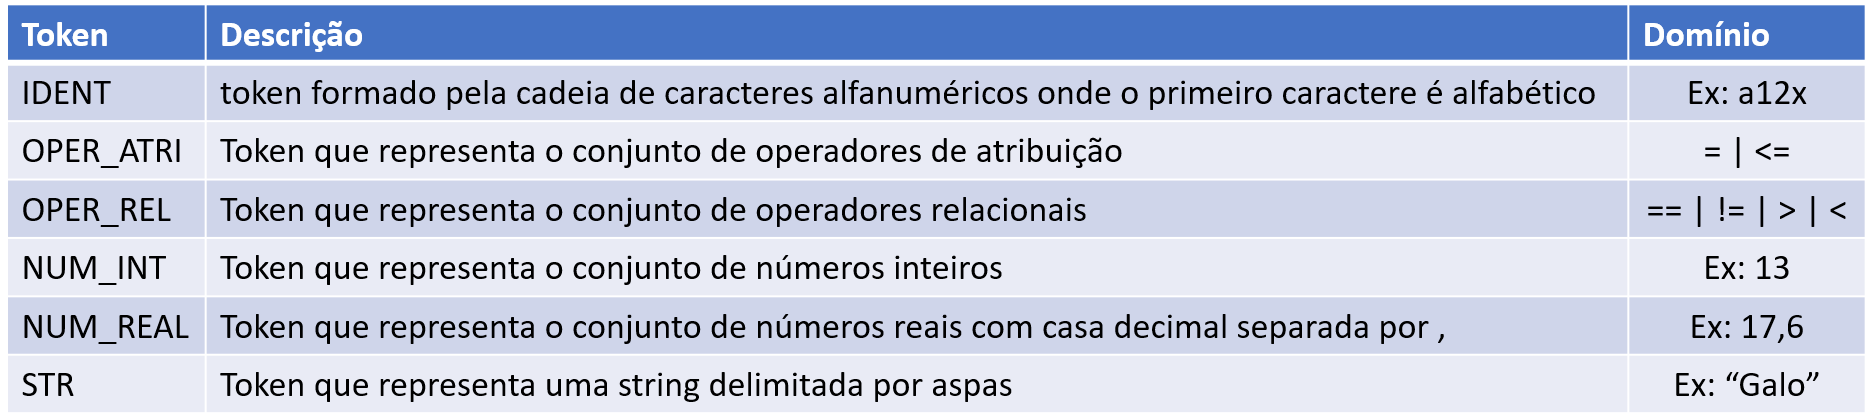 Token Descrição Domínio
IDENT token formado pela cadeia de caracteres alfanuméricos onde o primeiro caractere é alfabético Ex: a12x
OPER_ATRI Token que representa o conjunto de operadores de atribuição = | <=
OPER_REL Token que representa o conjunto de operadores relacionais == | != | > | <
NUM_INT Token que representa o conjunto de números inteiros Ex: 13
NUM_REAL Token que representa o conjunto de números reais com casa decimal separada por , Ex: 17,6
STR Token que representa uma string delimitada por aspas Ex: “Galo”